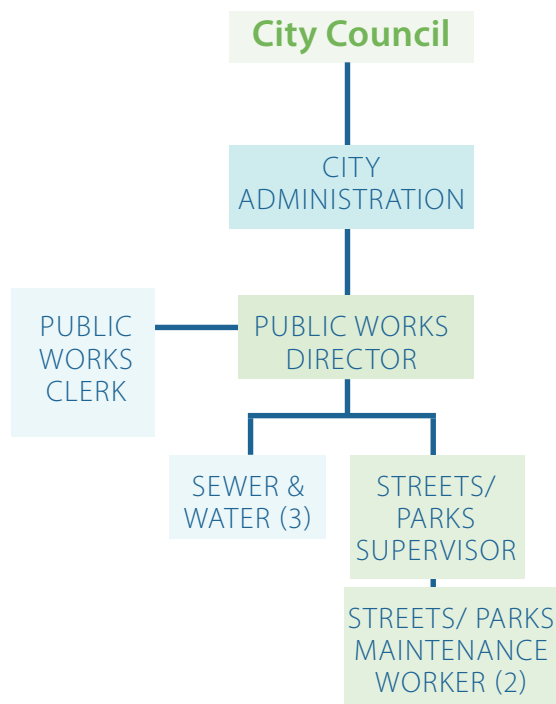 City Council
CITY
ADMINISTRATION
PUBLIC
WORKS
CLERK
PUBLIC WORKS
DIRECTOR
SEWER &
WATER (3)
STREETS/
PARKS
SUPERVISOR
STREETS/ PARKS
MAINTENANCE
WORKER (2)